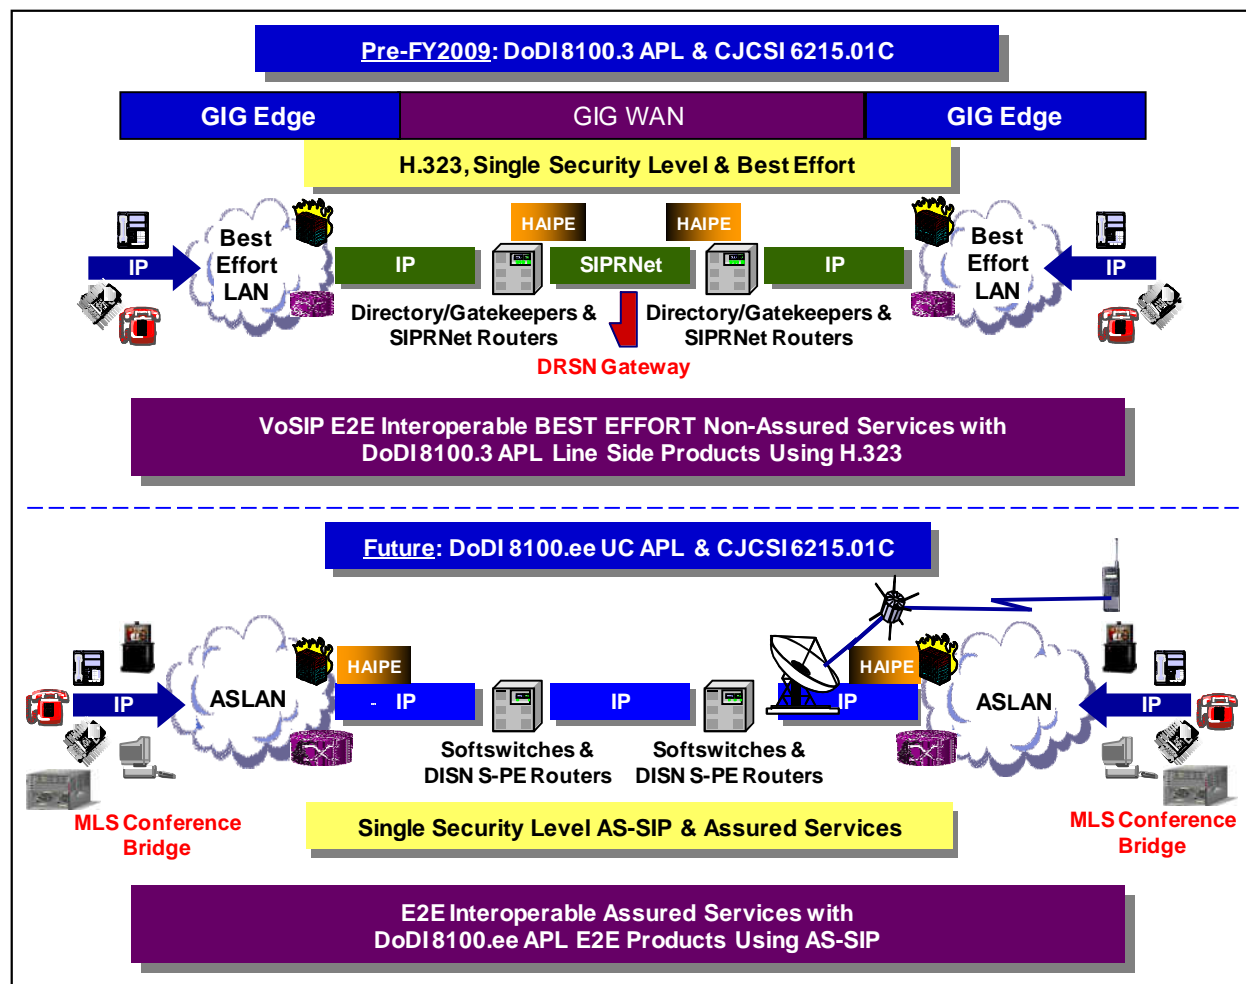 Pre-FY2009: DoDI 8100.3 APL & CJCSI 6215.01C
GIG Edge
GIG WAN
GIG Edge
H.323, Single Security Level & Best Effort
HAIPE
HAIPE
Best
Effort
LAN
Best
Effort
LAN
IP
IP
SIPRNet
IP
IP
Directory/Gatekeepers &
SIPRNet Routers
Directory/Gatekeepers &
SIPRNet Routers
DRSN Gateway
VoSIP E2E Interoperable BEST EFFORT Non-Assured Services with
DoDI 8100.3 APL Line Side Products Using H.323
Future: DoDI 8100.ee UC APL & CJCSI 6215.01C
HAIPE
HAIPE
IP
ASLAN
- IP
IP
IP
ASLAN
IP
Softswitches &
DISN S-PE Routers
Softswitches &
DISN S-PE Routers
MLS Conference
Bridge
MLS Conference
Bridge
Single Security Level AS-SIP & Assured Services
E2E Interoperable Assured Services with
DoDI 8100.ee APL E2E Products Using AS-SIP